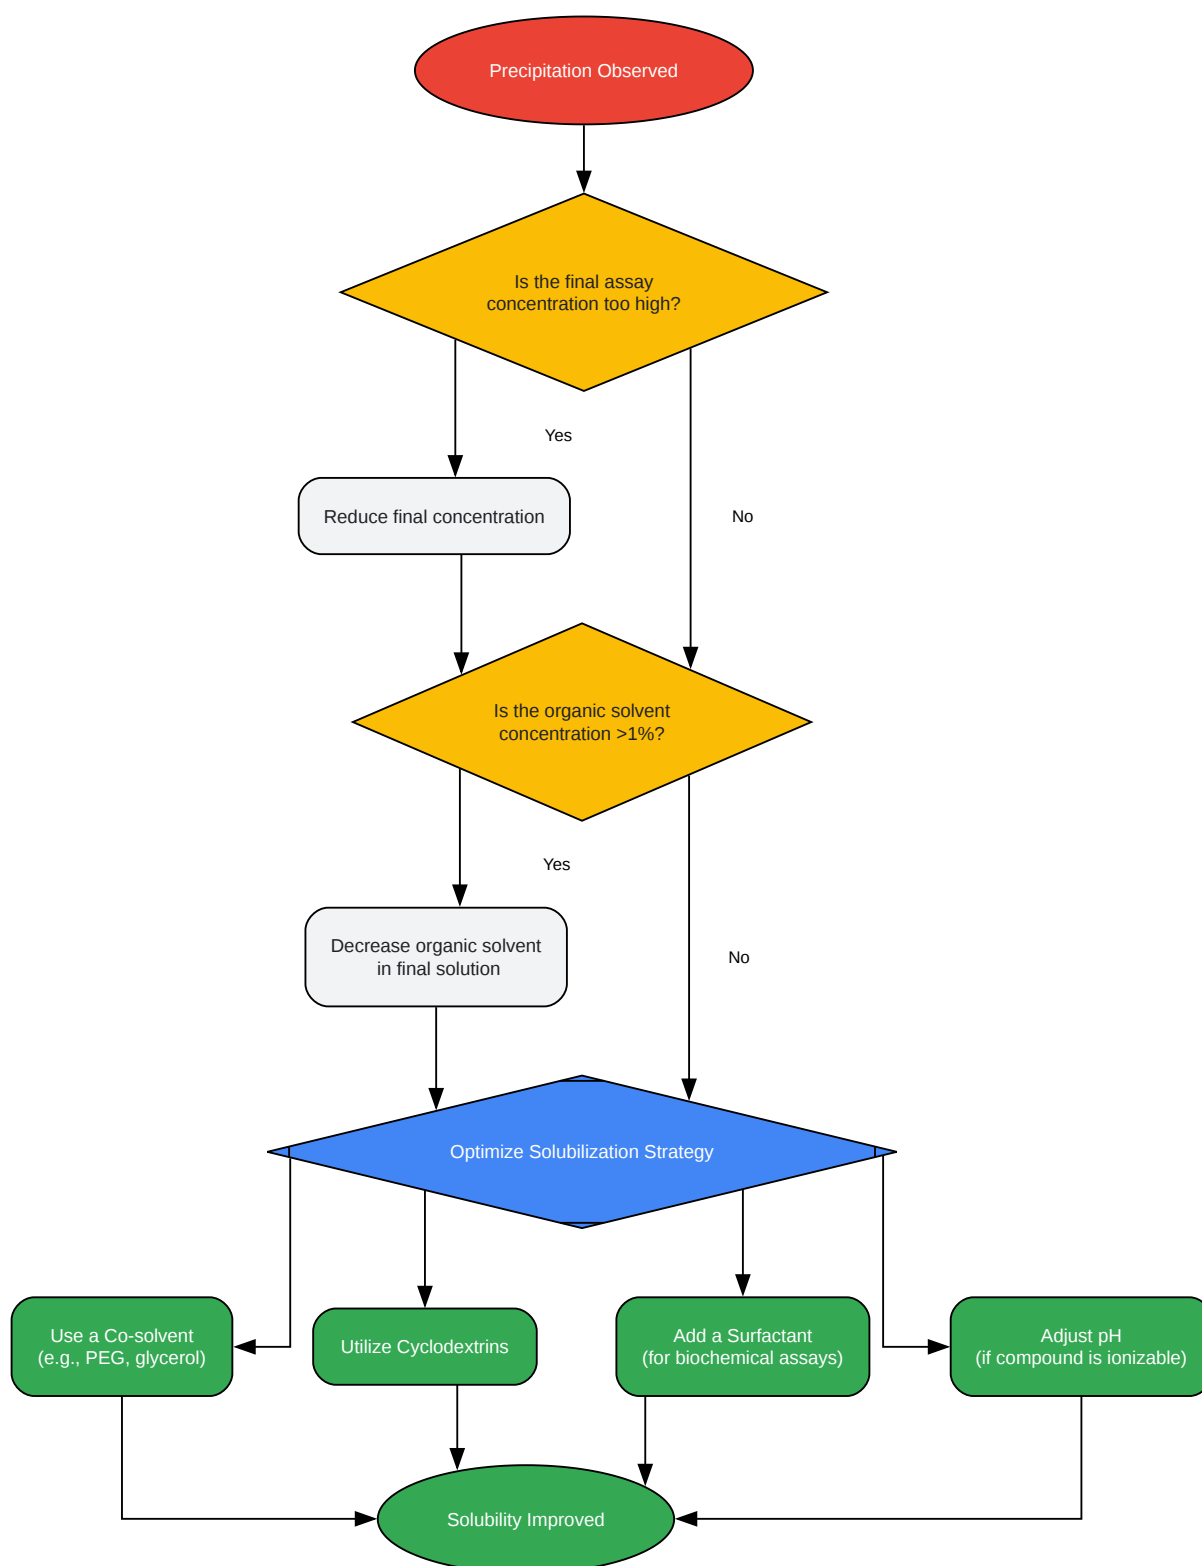 Precipitation Observed
Is the final assay
concentration too high?
Yes
Reduce final concentration
No
Is the organic solvent
concentration >1%?
Yes
Decrease organic solvent
in final solution
No
Optimize Solubilization Strategy
Use a Co-solvent
(e.g., PEG, glycerol)
Utilize Cyclodextrins
Add a Surfactant
(for biochemical assays)
Adjust pH
(if compound is ionizable)
Solubility Improved